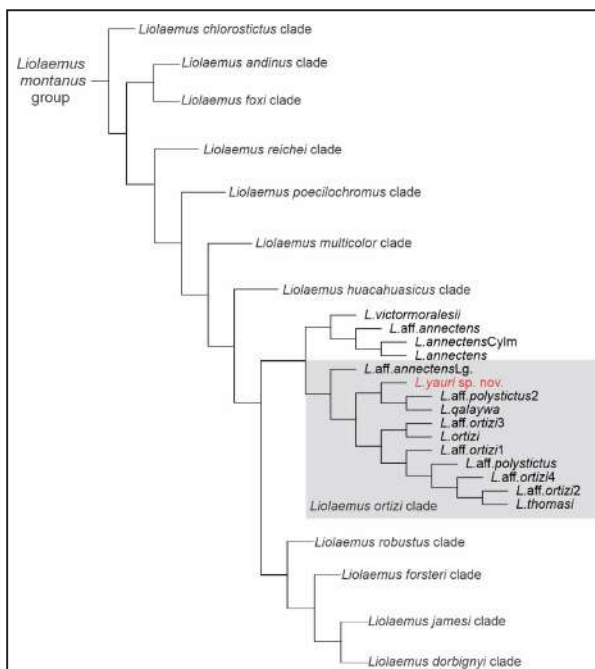 Liolaemus chlorostictus clade
Liolaemus
montanus
group
Liolaemus andinus clade
Liolaemus foxi clade
Liolaemus reichei clade
Liolaemus poecilochromus clade
Liolaemus multicolor clade
Liolaemus huacahuasicus clade
L.victormoralesii
L.aff.annectens
L.annectensCylm
L.annectens
L.aff.annectensLg.
L.yauri sp. nov.
L.aff.polystictus2
L.qalaywa
L.aff.ortizi3
L.ortizi
L.aff.ortizi1
L.aff.polystictus
L.aff.ortizi4
L.aff.ortizi2
L.thomasi
Liolaemus ortizi clade
Liolaemus robustus clade
Liolaemus forsteri clade
Liolaemus jamesi clade
Liolaemus dorbignyi clade